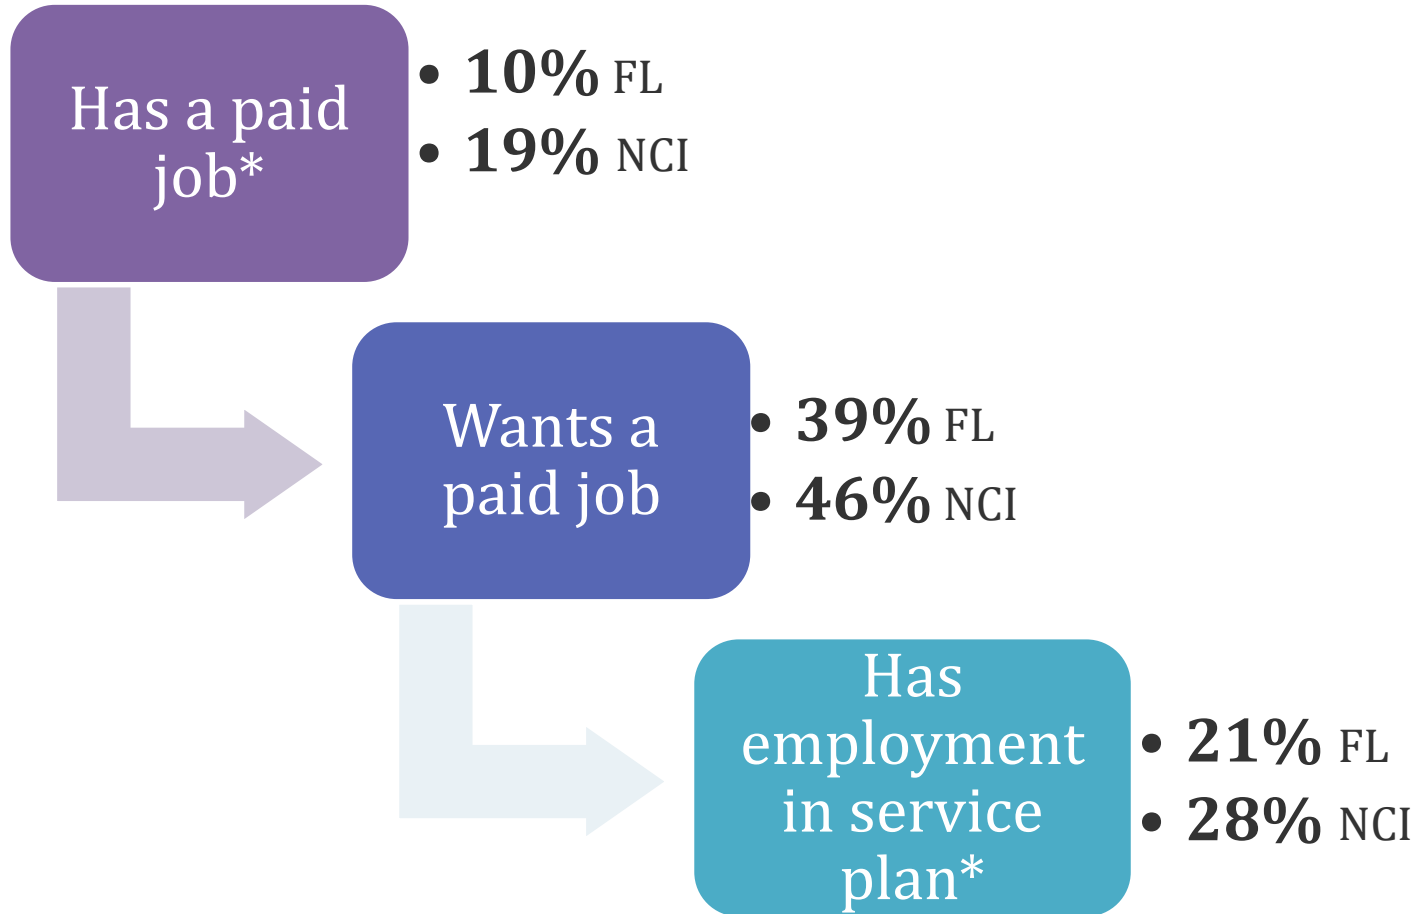 Has a paid
job*
• 10% FL
• 19% NCI
Wants a
paid job
• 39% FL
• 46% NCI
Has
employment
in service
plan*
• 21% FL
• 28% NCI